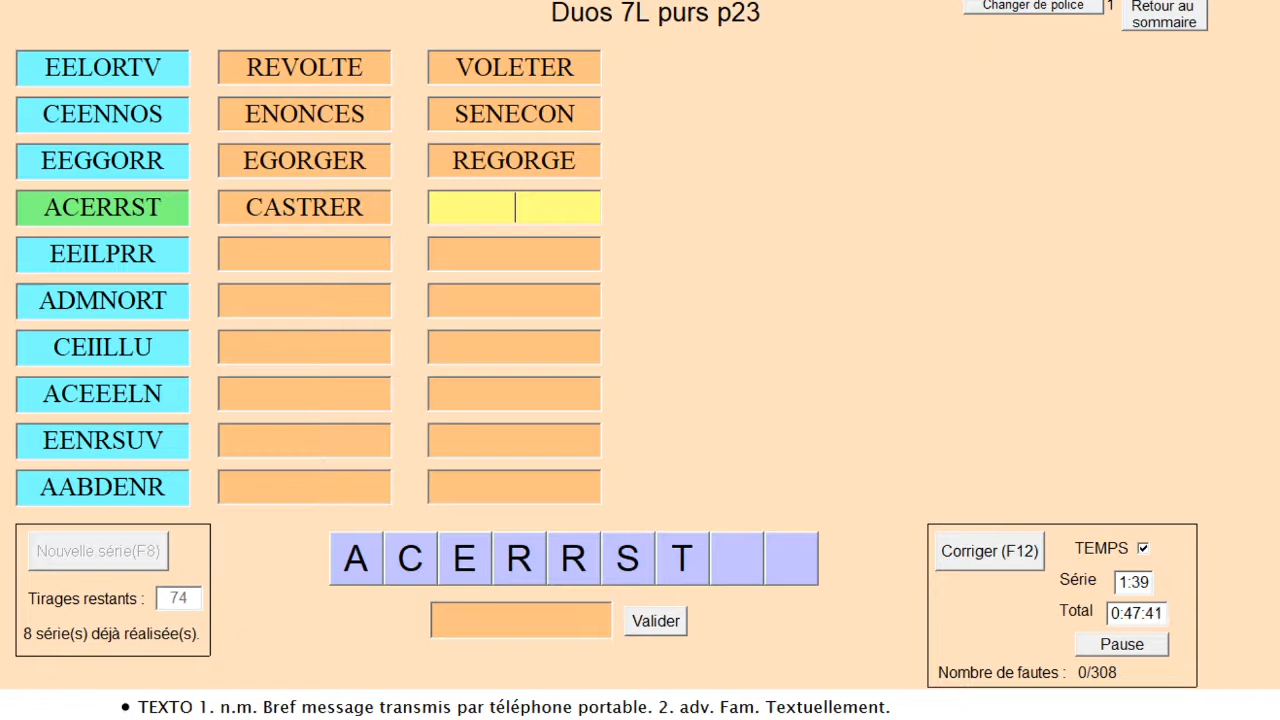 Duos 7L purs p23
Changer de police 1 Retour au sommaire
EELORTV REVOLTE VOLETER
CEENNOS ENONCES SENECON
EEGGORR EGORGER REGORGE
ACERRST CASTRER
EEILPRR
ADMNORT
CEIILLU
ACEEELN
EENRSUV
AABDENR
Nouvelle série(F8)
Tirages restants : 74
8 série(s) déjà réalisée(s).
A C E R R S T
Valider
Corriger (F12) TEMPS
Série 1:39
Total 0:47:41
Pause
Nombre de fautes : 0/308
• TEXTO 1. n.m. Bref message transmis par téléphone portable. 2. adv. Fam. Textuellement.